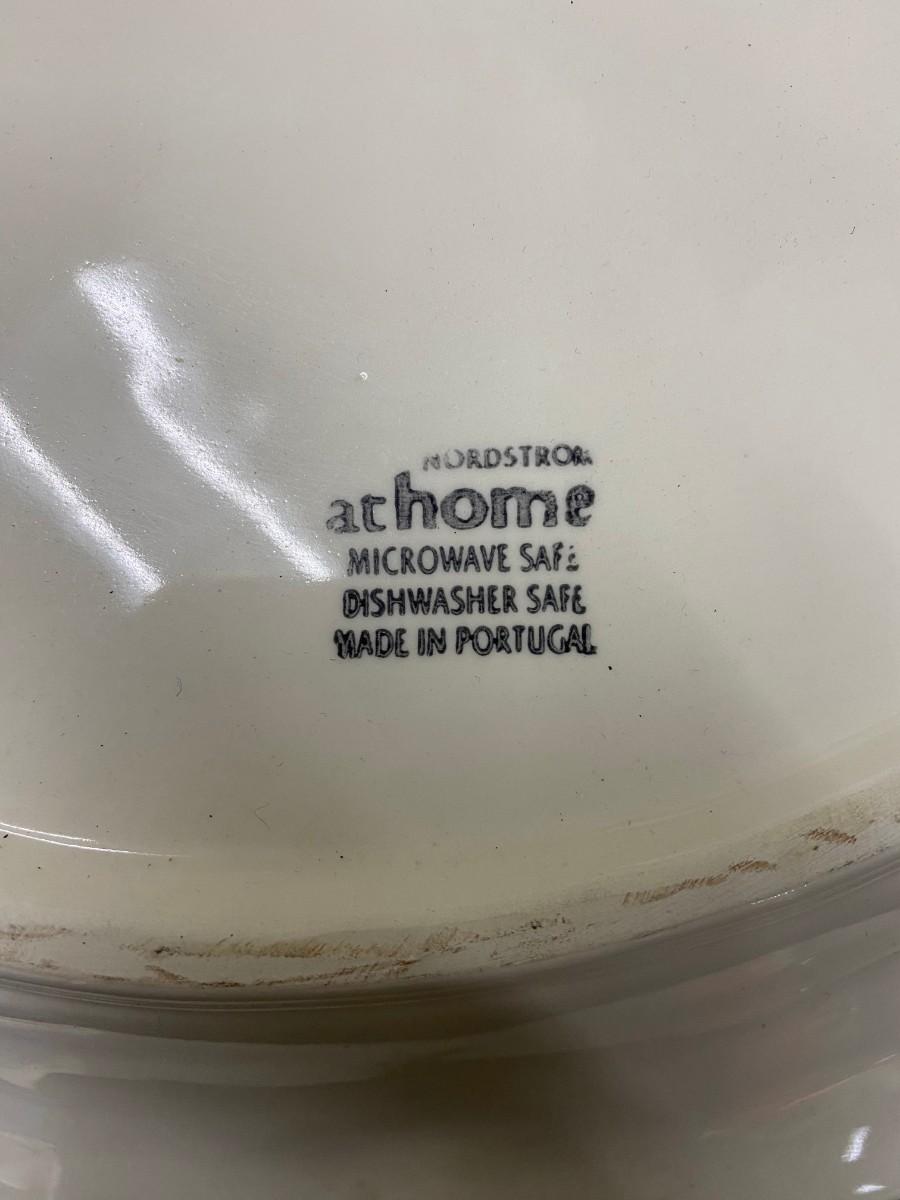 NORDSTROM
at home
MICROWAVE SAFE
DISHWASHER SAFE
MADE IN PORTUGAL